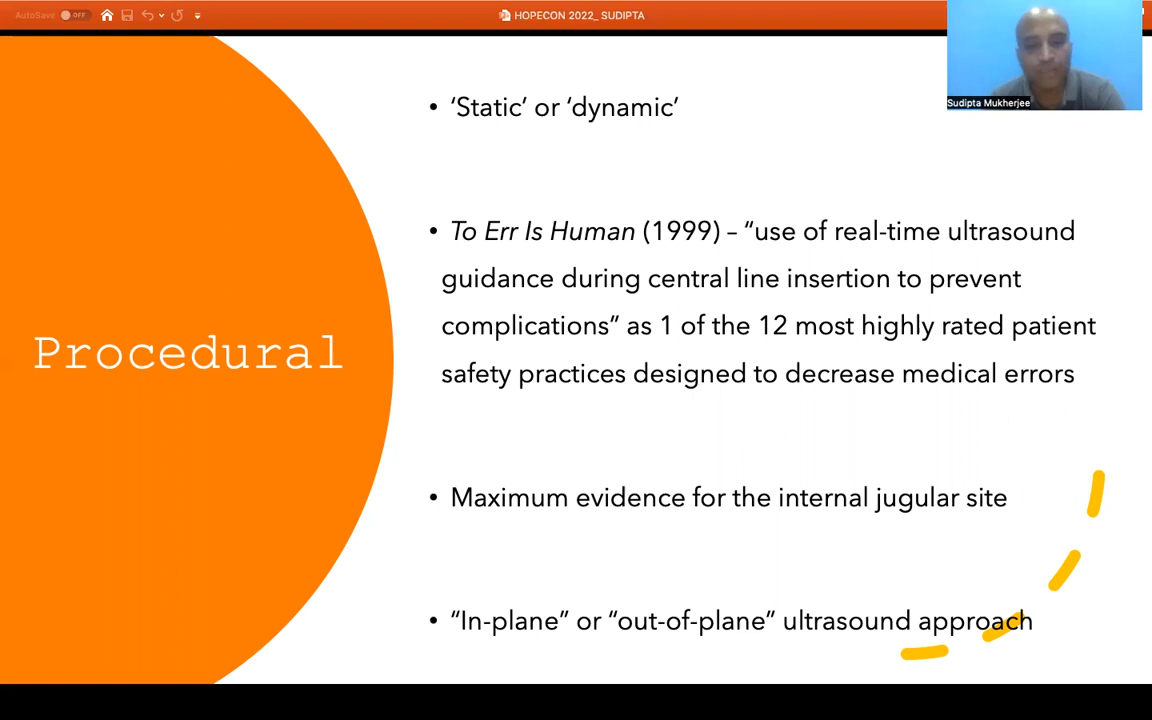 AutoSave OFF
HOPECON 2022_ SUDIPTA
Sudipta Mukherjee
Procedural
• ‘Static’ or ‘dynamic’
• To Err Is Human (1999) – “use of real-time ultrasound
guidance during central line insertion to prevent
complications” as 1 of the 12 most highly rated patient
safety practices designed to decrease medical errors
• Maximum evidence for the internal jugular site
• “In-plane” or “out-of-plane” ultrasound approach